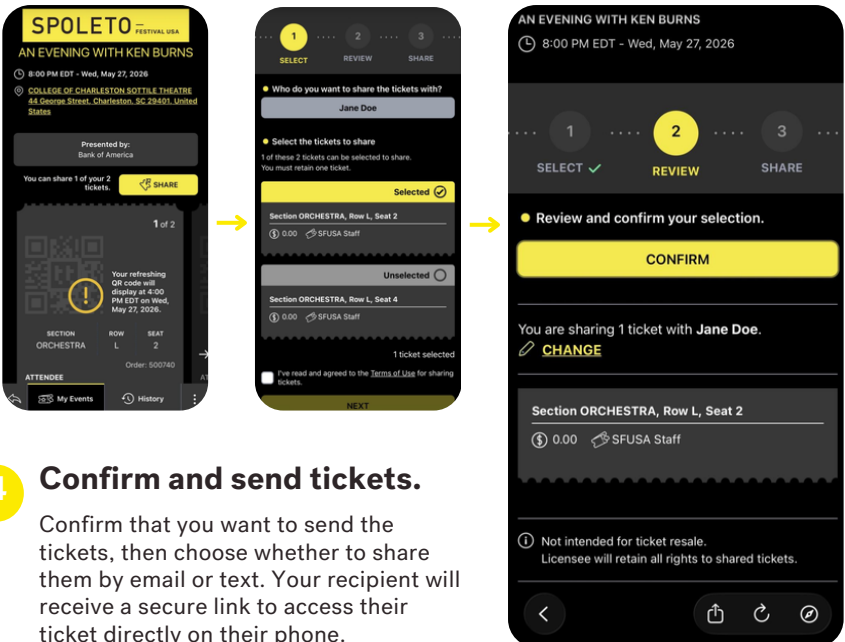 SPOLETO
FESTIVAL USA
AN EVENING WITH KEN BURNS
8:00 PM EDT - Wed, May 27, 2026
COLLEGE OF CHARLESTON SOTTILE THEATRE
44 George Street, Charleston, SC 29401, United
States
Presented by:
Bank of America
You can share 1 of your 2
tickets.
SHARE
1 of 2
Your refreshing
QR code will
display at 4:00
PM EDT on Wed,
May 27, 2026.
SECTION ROW SEAT
ORCHESTRA L 2
Order: 500740
ATTENDEE
My Events History
1 2 3
SELECT REVIEW SHARE
Who do you want to share the tickets with?
Jane Doe
Select the tickets to share
1 of these 2 tickets can be selected to share.
You must retain one ticket.
Selected
Section ORCHESTRA, Row L, Seat 2
0.00 SFUSA Staff
Unselected
Section ORCHESTRA, Row L, Seat 4
0.00 SFUSA Staff
1 ticket selected
I've read and agreed to the Terms of Use for sharing
tickets.
NEXT
AN EVENING WITH KEN BURNS
8:00 PM EDT - Wed, May 27, 2026
1 2 3
SELECT REVIEW SHARE
Review and confirm your selection.
CONFIRM
You are sharing 1 ticket with Jane Doe.
CHANGE
Section ORCHESTRA, Row L, Seat 2
0.00 SFUSA Staff
Not intended for ticket resale.
Licensee will retain all rights to shared tickets.
4
Confirm and send tickets.
Confirm that you want to send the
tickets, then choose whether to share
them by email or text. Your recipient will
receive a secure link to access their
ticket directly on their phone.